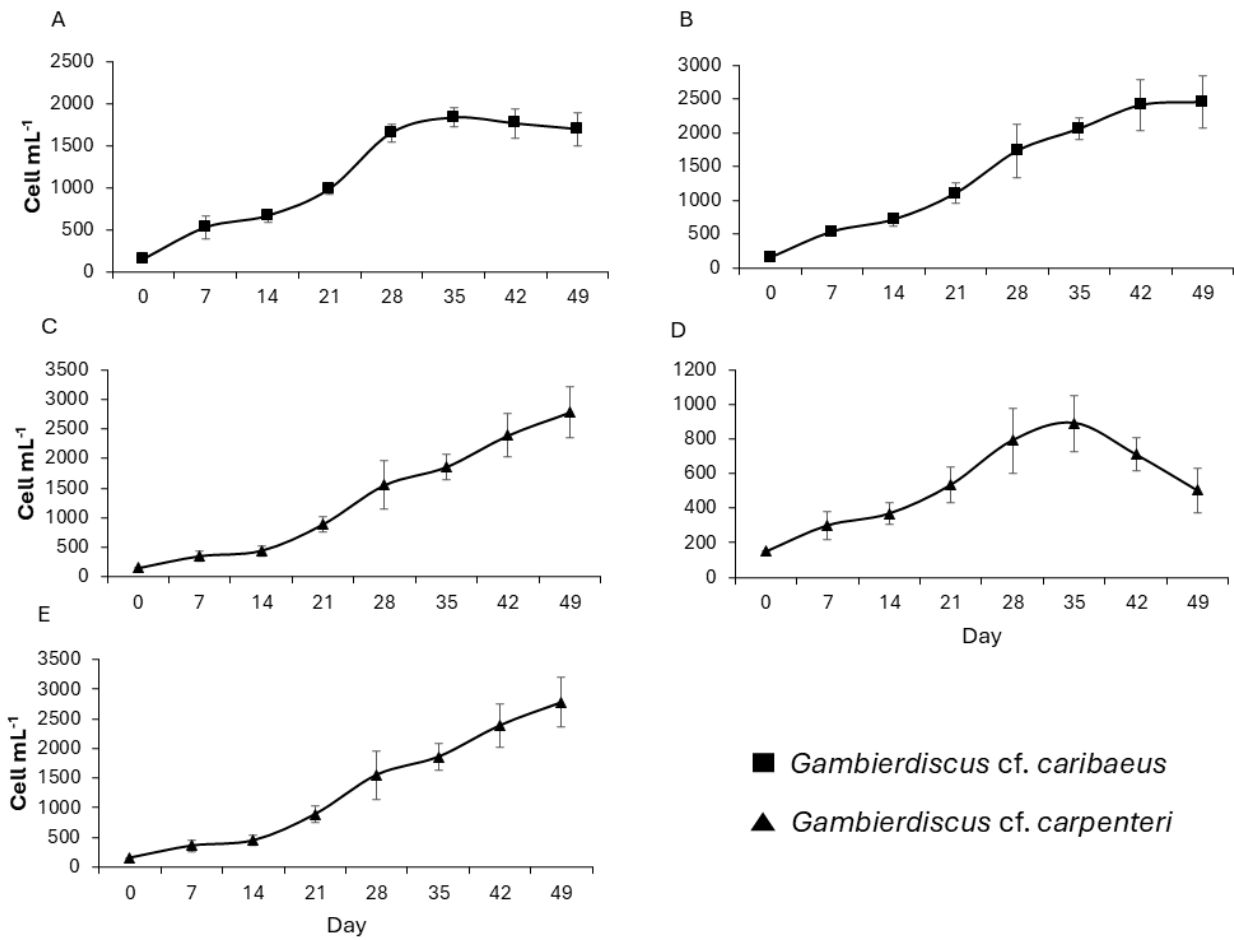 A
2500
2000
1500
1000
500
0
Cell mL⁻¹
0 7 14 21 28 35 42 49
B
3000
2500
2000
1500
1000
500
0
0 7 14 21 28 35 42 49
C
3500
3000
2500
2000
1500
1000
500
0
Cell mL⁻¹
0 7 14 21 28 35 42 49
D
1200
1000
800
600
400
200
0
0 7 14 21 28 35 42 49
Day
E
3500
3000
2500
2000
1500
1000
500
0
Cell mL⁻¹
0 7 14 21 28 35 42 49
Day
Gambierdiscus cf. caribaeus
Gambierdiscus cf. carpenteri